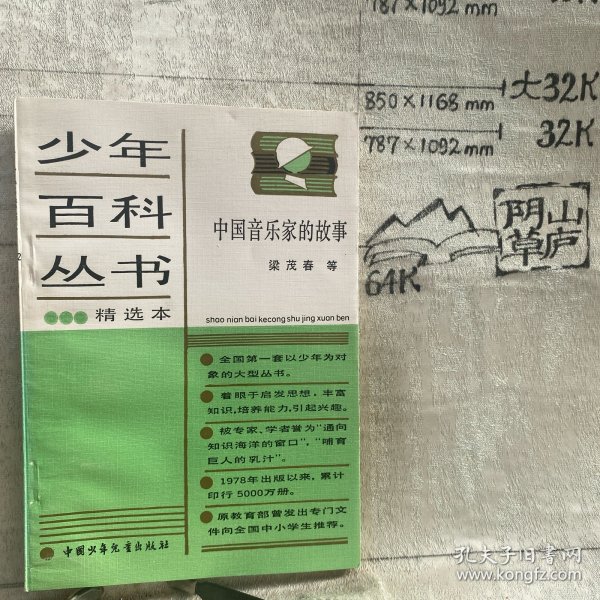 787×1092 mm
850×1168 mm 大32K
787×1092 mm 32K
阴山
草庐
64K
少年
百科
丛书
精选本
中国音乐家的故事
梁茂春 等
shao nian bai kecong shu jing xuan ben
全国第一套以少年为对
象的大型丛书。
着眼于启发思想，丰富
知识，培养能力，引起兴趣。
被专家、学者誉为“通向
知识海洋的窗口”，“哺育
巨人的乳汁”。
1978年出版以来，累计
印行5000万册。
原教育部曾发出专门文
件向全国中小学生推荐。
中国少年儿童出版社
孔夫子旧书网
www.kongfz.com